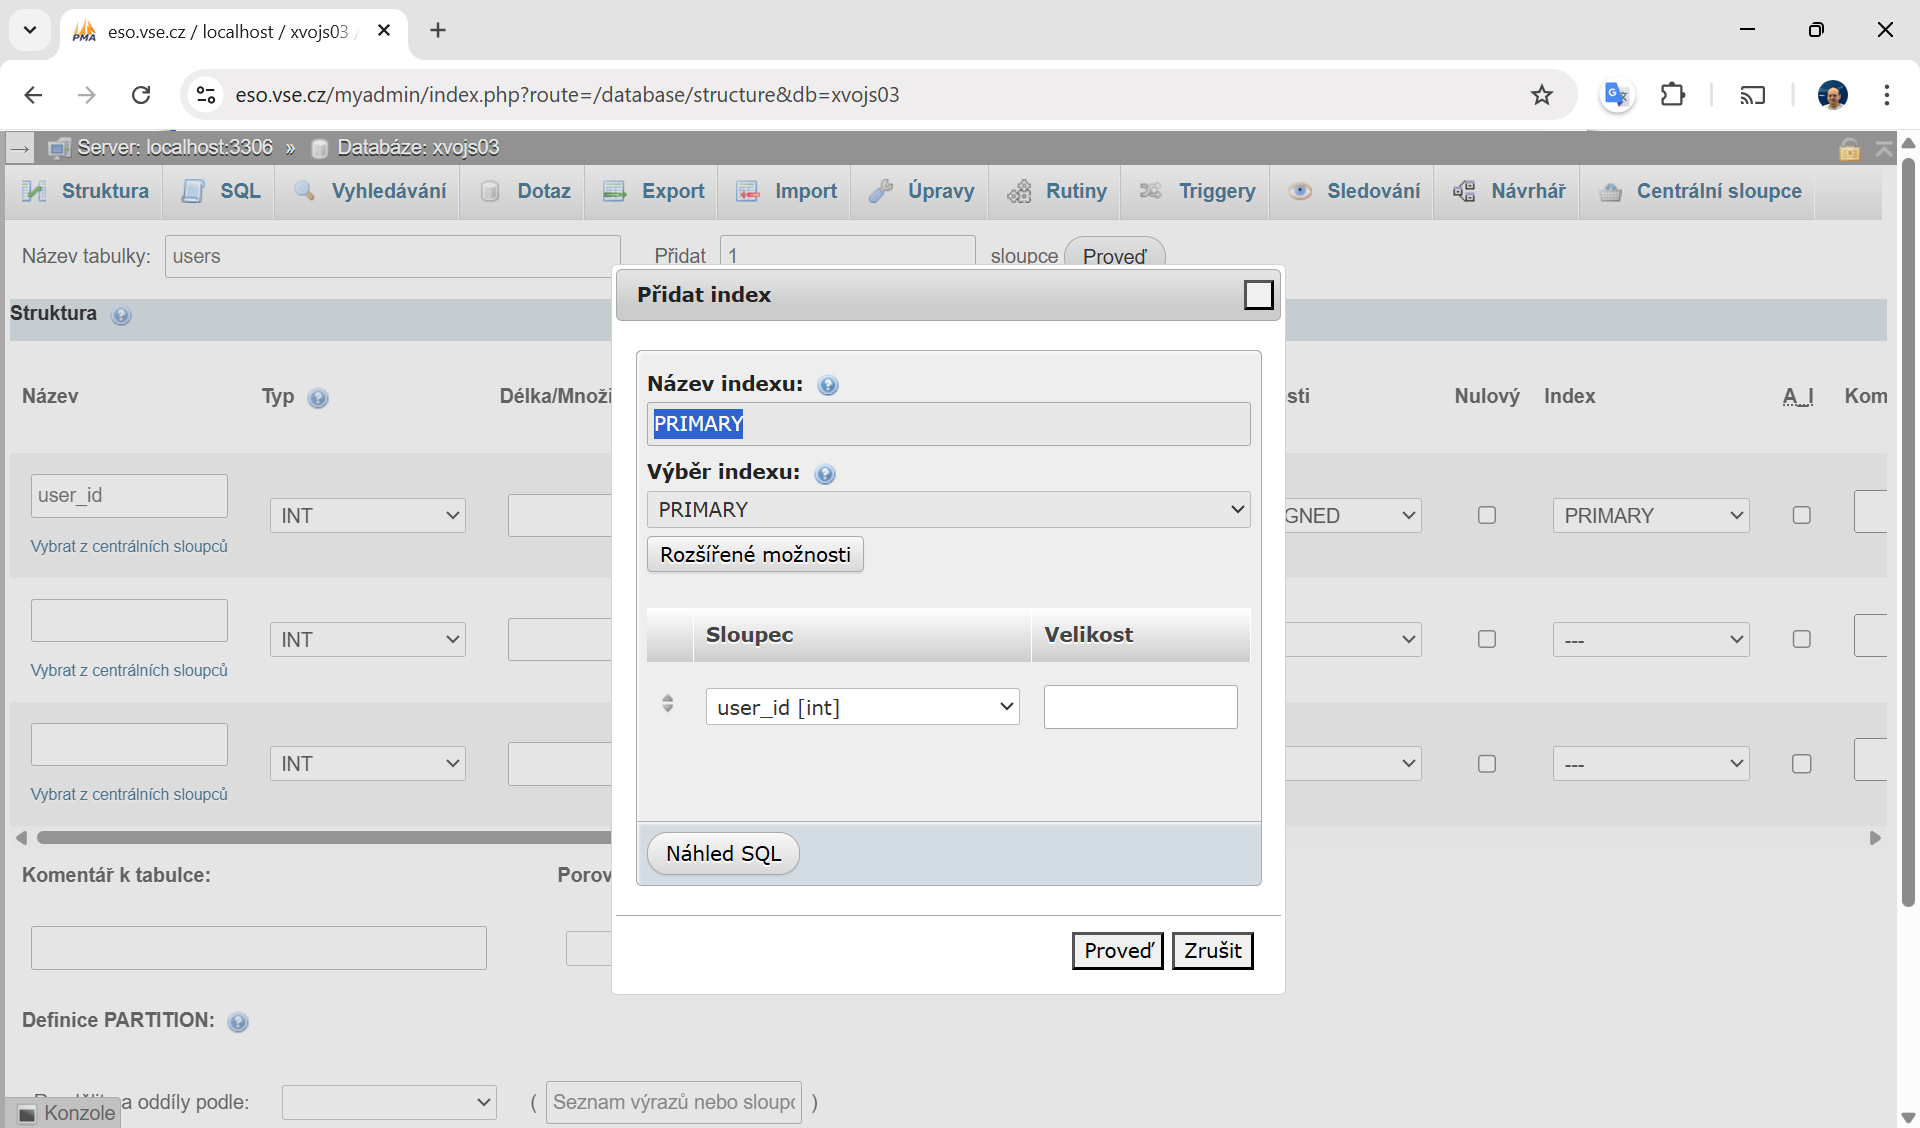 eso.vse.cz / localhost / xvojs03 /
eso.vse.cz/myadmin/index.php?route=/database/structure&db=xvojs03
Server: localhost:3306 » Databáze: xvojs03
Struktura SQL Vyhledávání Dotaz Export Import Úpravy Rutiny Triggery Sledování Návrhář Centrální sloupce
Název tabulky: users Přidat 1 sloupce Proveď
Struktura
Název Typ Délka/Množi sti Nulový Index A_I Kom
user_id INT GNED PRIMARY
Vybrat z centrálních sloupců
INT ---
Vybrat z centrálních sloupců
INT ---
Vybrat z centrálních sloupců
Komentář k tabulce: Porov
Definice PARTITION:
a oddíly podle: ( Seznam výrazů nebo sloupc )
Konzole
Přidat index
Název indexu:
PRIMARY
Výběr indexu:
PRIMARY
Rozšířené možnosti
Sloupec Velikost
user_id [int]
Náhled SQL
Proveď Zrušit